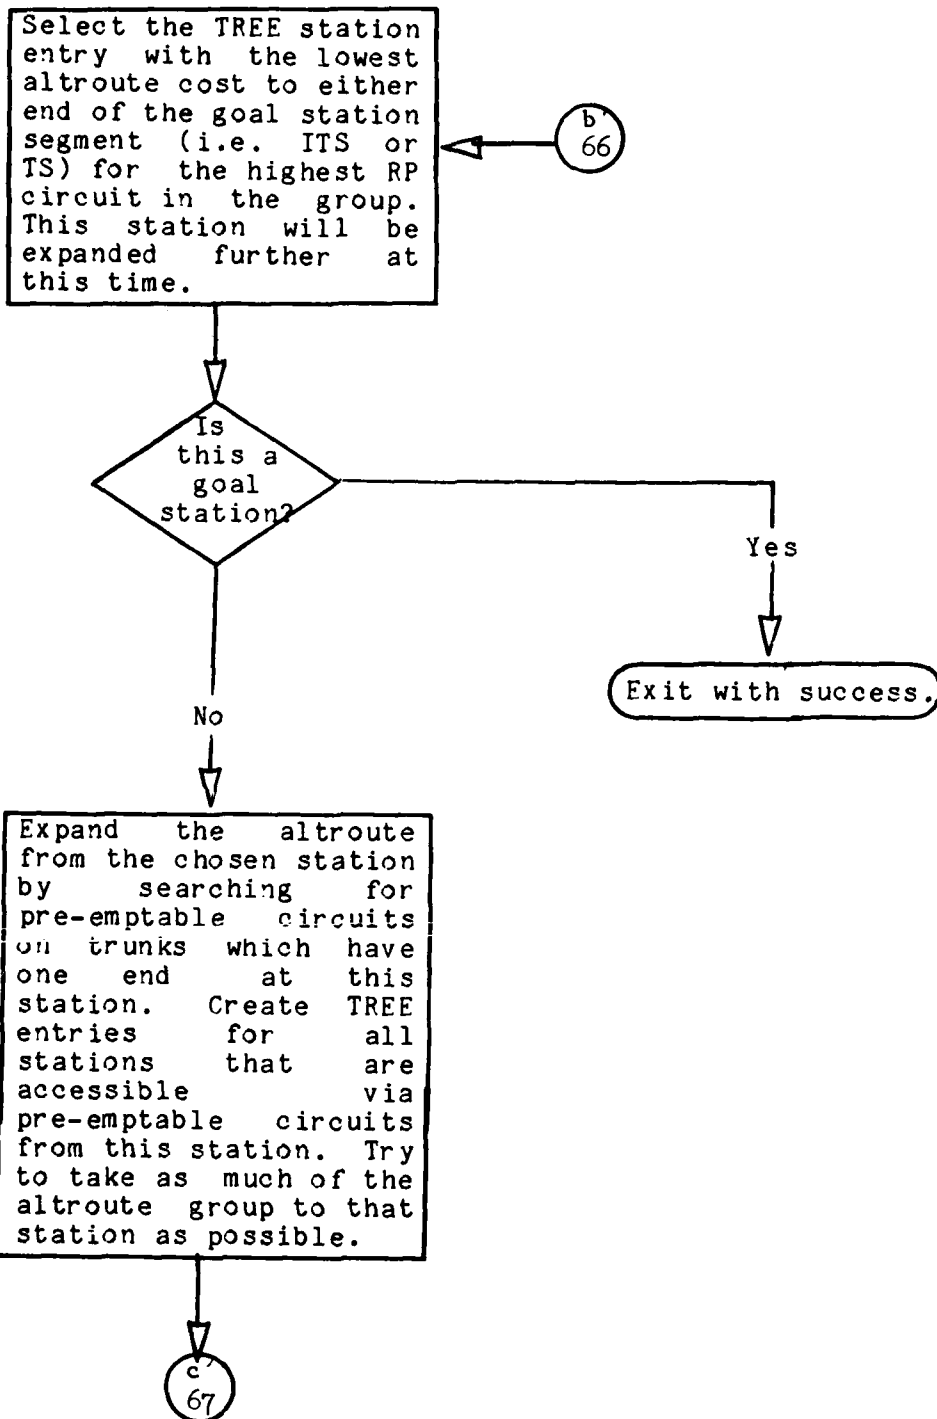 Select the TREE station
entry with the lowest
altroute cost to either
end of the goal station
segment (i.e. ITS or
TS) for the highest RP
circuit in the group.
This station will be
expanded further at
this time.
b'
66
Is
this a
goal
station?
Yes
Exit with success.
No
Expand the altroute
from the chosen station
by searching for
pre-emptable circuits
on trunks which have
one end at this
station. Create TREE
entries for all
stations that are
accessible via
pre-emptable circuits
from this station. Try
to take as much of the
altroute group to that
station as possible.
c'
67